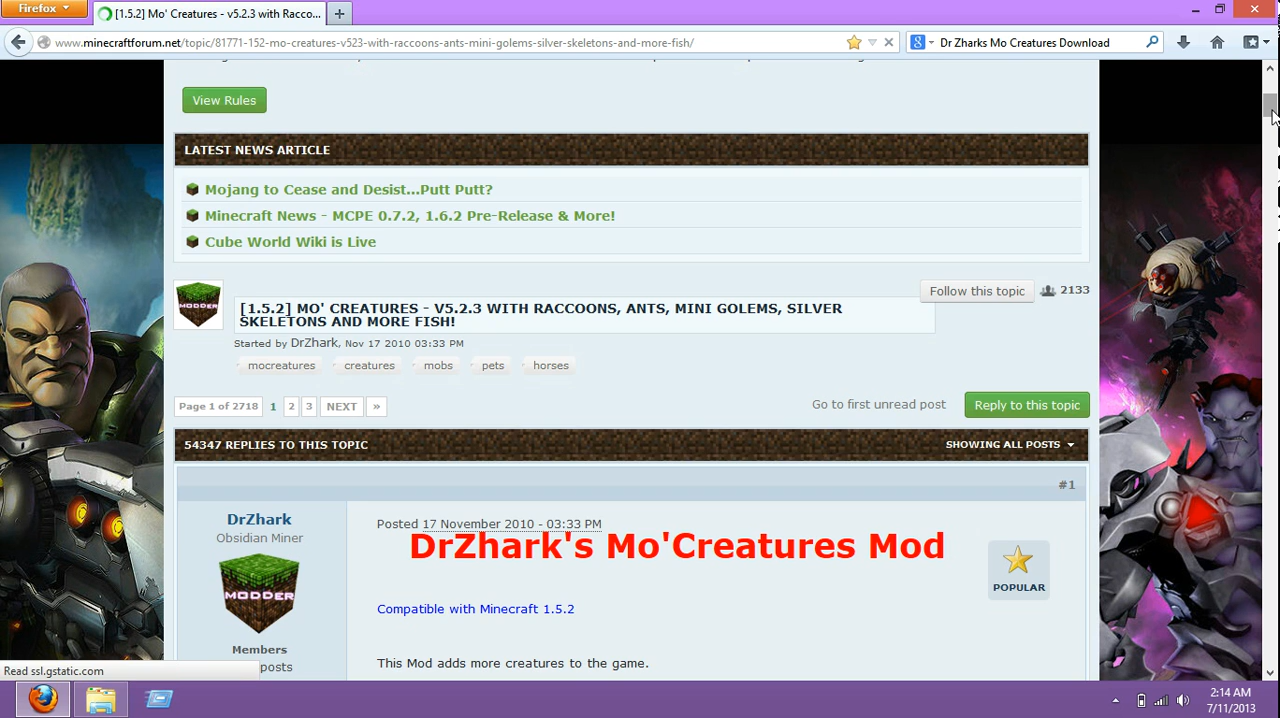 Firefox
[1.5.2] Mo' Creatures - v5.2.3 with Racco...
www.minecraftforum.net/topic/81771-152-mo-creatures-v523-with-raccoons-ants-mini-golems-silver-skeletons-and-more-fish/
Dr Zharks Mo Creatures Download
View Rules
LATEST NEWS ARTICLE
Mojang to Cease and Desist...Putt Putt?
Minecraft News - MCPE 0.7.2, 1.6.2 Pre-Release & More!
Cube World Wiki is Live
MODDER
[1.5.2] MO' CREATURES - V5.2.3 WITH RACCOONS, ANTS, MINI GOLEMS, SILVER
SKELETONS AND MORE FISH!
Follow this topic
2133
Started by DrZhark, Nov 17 2010 03:33 PM
mocreatures creatures mobs pets horses
Page 1 of 2718 1 2 3 NEXT »
Go to first unread post
Reply to this topic
54347 REPLIES TO THIS TOPIC
SHOWING ALL POSTS
#1
DrZhark
Obsidian Miner
MODDER
Members
posts
Posted 17 November 2010 - 03:33 PM
DrZhark's Mo'Creatures Mod
POPULAR
Compatible with Minecraft 1.5.2
This Mod adds more creatures to the game.
Read ssl.gstatic.com
2:14 AM
7/11/2013